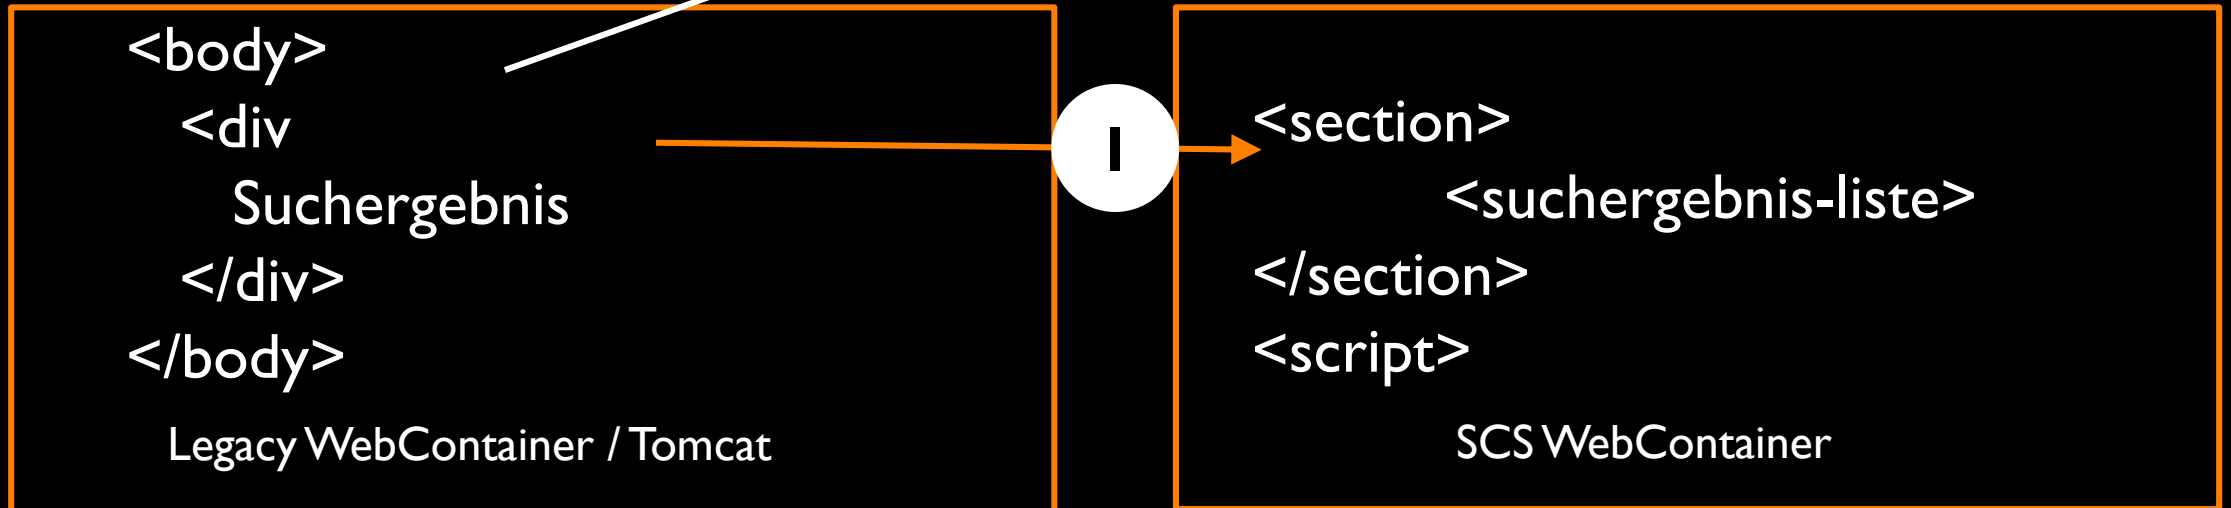 <body>
<div
Suchergebnis
</div>
</body>
Legacy WebContainer / Tomcat
1
<section>
<suchergebnis-liste>
</section>
<script>
SCS WebContainer